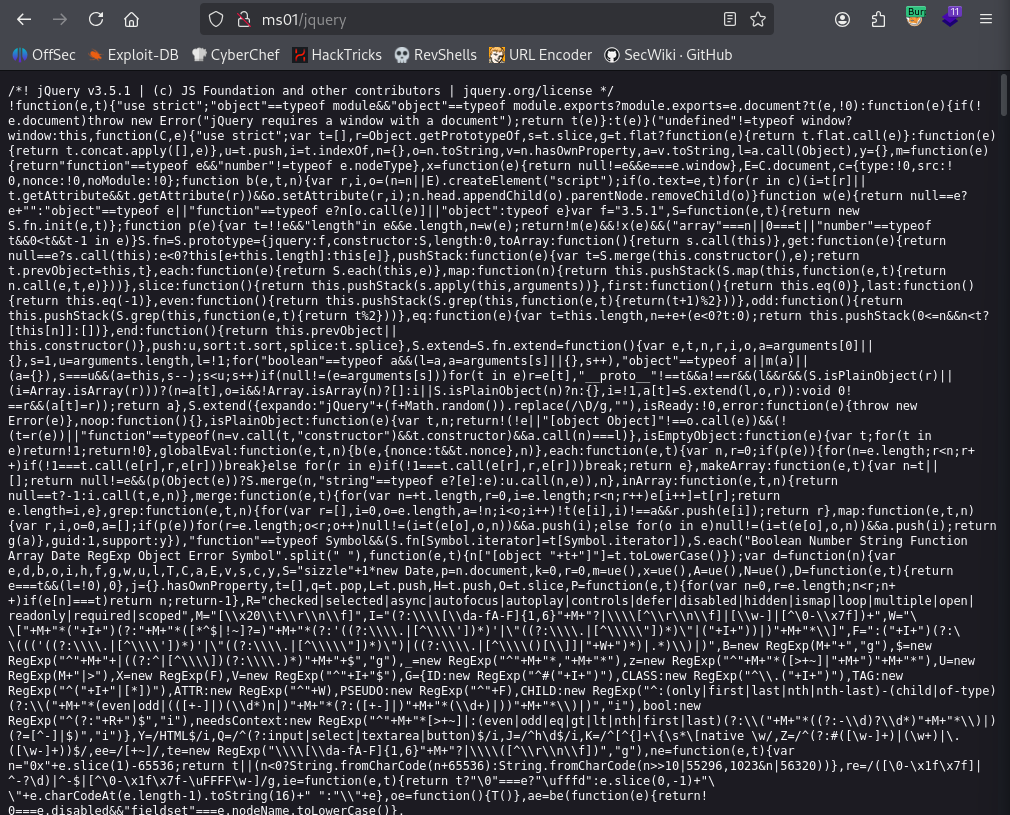 ms01/jquery
Bur
11
OffSec
Exploit-DB
CyberChef
HackTricks
RevShells
URL Encoder
SecWiki · GitHub
/*! jQuery v3.5.1 | (c) JS Foundation and other contributors | jquery.org/license */
!function(e,t){"use strict";"object"==typeof module&&"object"==typeof module.exports?module.exports=e.document?t(e,!0):function(e){if(!
e.document)throw new Error("jQuery requires a window with a document");return t(e)}:t(e)}("undefined"!=typeof window?
window:this,function(C,e){"use strict";var t=[],r=Object.getPrototypeOf,s=t.slice,g=t.flat?function(e){return t.flat.call(e)}:function(e)
{return t.concat.apply([],e)},u=t.push,i=t.indexOf,n={},o=n.toString,v=n.hasOwnProperty,a=v.toString,l=a.call(Object),y={},m=function(e)
{return"function"==typeof e&&"number"!=typeof e.nodeType},x=function(e){return null!=e&&e===e.window},E=C.document,c={type:!0,src:!
0,nonce:!0,noModule:!0};function b(e,t,n){var r,i,o=(n=n||E).createElement("script");if(o.text=e,t)for(r in c)(i=t[r]||
t.getAttribute&&t.getAttribute(r))&&o.setAttribute(r,i);n.head.appendChild(o).parentNode.removeChild(o)}function w(e){return null==e?
e+"":"object"==typeof e||"function"==typeof e?n[o.call(e)]||"object":typeof e}var f="3.5.1",S=function(e,t){return new
S.fn.init(e,t)};function p(e){var t=!!e&&"length"in e&&e.length,n=w(e);return!m(e)&&!x(e)&&("array"===n||0===t||"number"==typeof
t&&0<t&&t-1 in e)}S.fn=S.prototype={jquery:f,constructor:S,length:0,toArray:function(){return s.call(this)},get:function(e){return
null==e?s.call(this):e<0?this[e+this.length]:this[e]},pushStack:function(e){var t=S.merge(this.constructor(),e);return
t.prevObject=this,t},each:function(e){return S.each(this,e)},map:function(n){return this.pushStack(S.map(this,function(e,t){return
n.call(e,t,e)}))},slice:function(){return this.pushStack(s.apply(this,arguments))},first:function(){return this.eq(0)},last:function()
{return this.eq(-1)},even:function(){return this.pushStack(S.grep(this,function(e,t){return(t+1)%2}))},odd:function(){return
this.pushStack(S.grep(this,function(e,t){return t%2}))},eq:function(e){var t=this.length,n=+e+(e<0?t:0);return this.pushStack(0<=n&&n<t?
[this[n]]:[])},end:function(){return this.prevObject||
this.constructor()},push:u,sort:t.sort,splice:t.splice},S.extend=S.fn.extend=function(){var e,t,n,r,i,o,a=arguments[0]||
{},s=1,u=arguments.length,l=!1;for("boolean"==typeof a&&(l=a,a=arguments[s]||{},s++),"object"==typeof a||m(a)||
(a={}),s===u&&(a=this,s--);s<u;s++)if(null!=(e=arguments[s]))for(t in e)r=e[t],"__proto__"!==t&&a!==r&&(l&&r&&(S.isPlainObject(r)||
(i=Array.isArray(r)))?(n=a[t],o=i&&!Array.isArray(n)?[]:i||S.isPlainObject(n)?n:{},i=!1,a[t]=S.extend(l,o,r)):void 0!
==r&&(a[t]=r));return a},S.extend({expando:"jQuery"+(f+Math.random()).replace(/\D/g,""),isReady:!0,error:function(e){throw new
Error(e)},noop:function(){},isPlainObject:function(e){var t,n;return!(!e||"[object Object]"!==o.call(e))&&(!
(t=r(e))||"function"==typeof(n=v.call(t,"constructor")&&t.constructor)&&a.call(n)===l)},isEmptyObject:function(e){var t;for(t in
e)return!1;return!0},globalEval:function(e,t,n){b(e,{nonce:t&&t.nonce},n)},each:function(e,t){var n,r=0;if(p(e)){for(n=e.length;r<n;r+
+)if(!1===t.call(e[r],r,e[r]))break}else for(r in e)if(!1===t.call(e[r],r,e[r]))break;return e},makeArray:function(e,t){var n=t||
[];return null!=e&&(p(Object(e))?S.merge(n,"string"==typeof e?[e]:e):u.call(n,e)),n},inArray:function(e,t,n){return
null==t?-1:i.call(t,e,n)},merge:function(e,t){for(var n=+t.length,r=0,i=e.length;r<n;r++)e[i++]=t[r];return
e.length=i,e},grep:function(e,t,n){for(var r=[],i=0,o=e.length,a=!n;i<o;i++)!t(e[i],i)!==a&&r.push(e[i]);return r},map:function(e,t,n)
{var r,i,o=0,a=[];if(p(e))for(r=e.length;o<r;o++)null!=(i=t(e[o],o,n))&&a.push(i);else for(o in e)null!=(i=t(e[o],o,n))&&a.push(i);return
g(a)},guid:1,support:y}),"function"==typeof Symbol&&(S.fn[Symbol.iterator]=t[Symbol.iterator]),S.each("Boolean Number String Function
Array Date RegExp Object Error Symbol".split(" "),function(e,t){n["[object "+t+"]"]=t.toLowerCase()});var d=function(n){var
e,d,b,o,i,h,f,g,w,u,l,T,C,a,E,v,s,c,y,S="sizzle"+1*new Date,p=n.document,k=0,r=0,m=ue(),x=ue(),A=ue(),N=ue(),D=function(e,t){return
e===t&&(l=!0),0},j={}.hasOwnProperty,t=[],q=t.pop,L=t.push,H=t.push,O=t.slice,P=function(e,t){for(var n=0,r=e.length;n<r;n+
+)if(e[n]===t)return n;return-1},R="checked|selected|async|autofocus|autoplay|controls|defer|disabled|hidden|ismap|loop|multiple|open|
readonly|required|scoped",M="[\\x20\\t\\r\\n\\f]",I="(?:\\\\[\\da-fA-F]{1,6}"+M+"?|\\\\[^\\r\\n\\f]|[\\w-]|[^\0-\\x7f])+",W="\
\["+M+"*("+I+")(?:"+M+"*([*^$|!~]?=)"+M+"*(?:'((?:\\\\.|[^\\\\'])*)'|\"((?:\\\\.|[^\\\\\"])*)\"|("+I+"))|)"+M+"*\\]",F=":("+I+")(?:\
\((('((?:\\\\.|[^\\\\'])*)'|\"((?:\\\\.|[^\\\\\"])*)\")|((?:\\\\.|[^\\\\()[\\]]|"+W+")*)|.*)\\)|)",B=new RegExp(M+"+","g"),$=new
RegExp("^"+M+"+|((?:^|[^\\\\])(?:\\\\.)*)"+M+"+$","g"),_=new RegExp("^"+M+"*,"+M+"*"),z=new RegExp("^"+M+"*([>+~]|"+M+")"+M+"*"),U=new
RegExp(M+"|>"),X=new RegExp(F),V=new RegExp("^"+I+"$"),G={ID:new RegExp("^#("+I+")"),CLASS:new RegExp("^\\.("+I+")"),TAG:new
RegExp("^("+I+"|[*])"),ATTR:new RegExp("^"+W),PSEUDO:new RegExp("^"+F),CHILD:new RegExp("^:(only|first|last|nth|nth-last)-(child|of-type)
(?:\\("+M+"*(even|odd|(([+-]|)(\\d*)n|)"+M+"*(?:([+-]|)"+M+"*(\\d+)|))"+M+"*\\)|)","i"),bool:new
RegExp("^(?:"+R+")$","i"),needsContext:new RegExp("^"+M+"*[>+~]|:(even|odd|eq|gt|lt|nth|first|last)(?:\\("+M+"*((?:-\\d)?\\d*)"+M+"*\\)|)
(?=[^-]|$)","i")},Y=/HTML$/i,Q=/^(?:input|select|textarea|button)$/i,J=/^h\d$/i,K=/^[^{]+\{\s*\[native \w/,Z=/^(?:#([\w-]+)|(\w+)|\.
([\w-]+))$/,ee=/[+~]/,te=new RegExp("\\\\[\\da-fA-F]{1,6}"+M+"?|\\\\([^\\r\\n\\f])","g"),ne=function(e,t){var
n="0x"+e.slice(1)-65536;return t||(n<0?String.fromCharCode(n+65536):String.fromCharCode(n>>10|55296,1023&n|56320))},re=/([\0-\x1f\x7f]|
^-?\d)|^-$|[^\0-\x1f\x7f-\uFFFF\w-]/g,ie=function(e,t){return t?"\0"===e?"\ufffd":e.slice(0,-1)+"\
\"+e.charCodeAt(e.length-1).toString(16)+" ":"\\"+e},oe=function(){T()},ae=be(function(e){return!
0===e.disabled&&"fieldset"===e.nodeName.toLowerCase()},